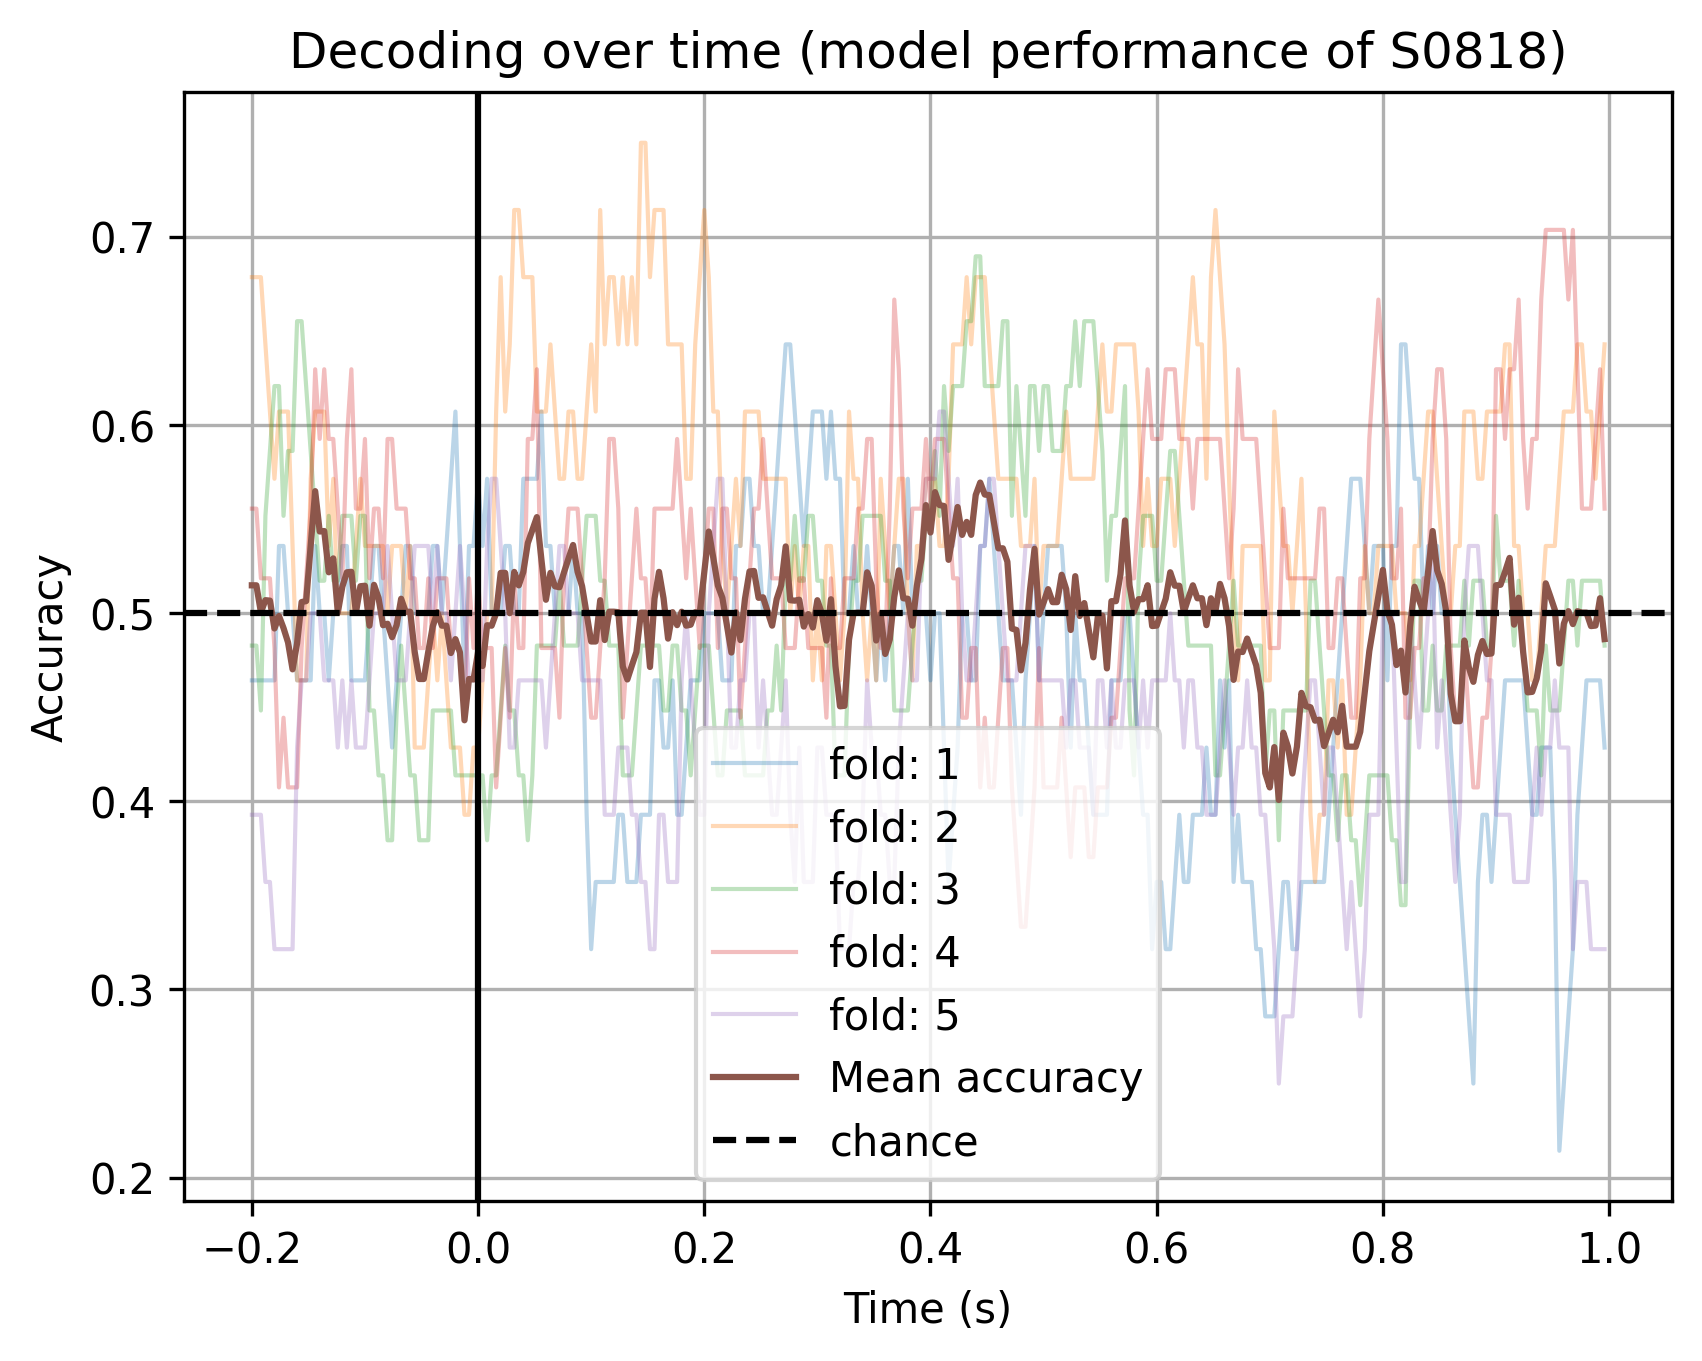 Decoding over time (model performance of S0818)
Accuracy
0.7
0.6
0.5
0.4
0.3
0.2
fold: 1
fold: 2
fold: 3
fold: 4
fold: 5
Mean accuracy
chance
−0.2 0.0 0.2 0.4 0.6 0.8 1.0
Time (s)